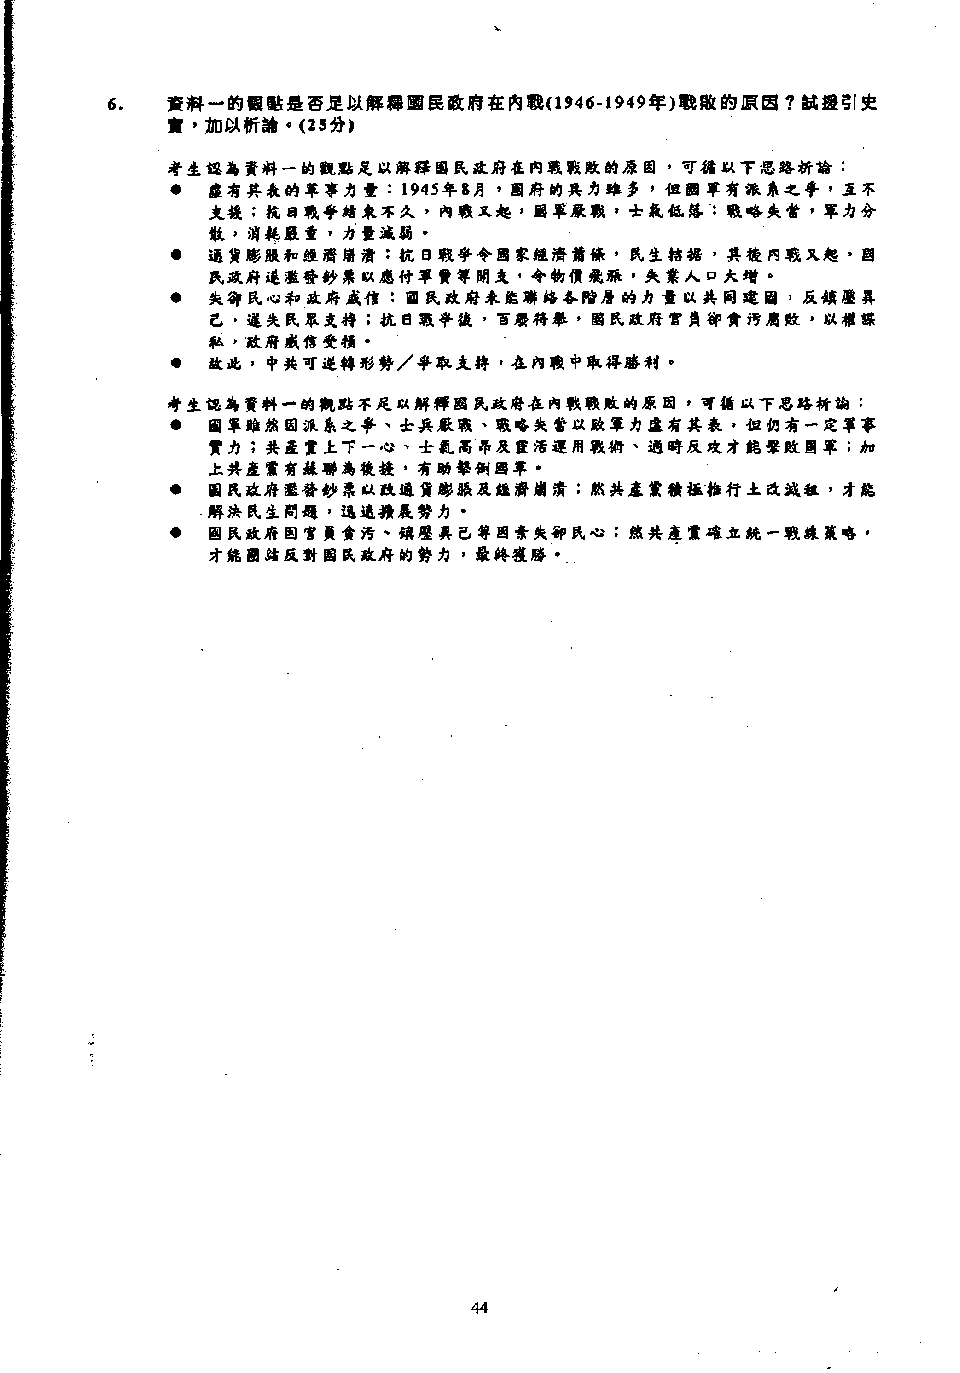 6. 資料一的觀點是否足以解釋國民政府在內戰(1946-1949年)戰敗的原因？試援引史
實，加以析論。(25分)
考生認為資料一的觀點足以解釋國民政府在內戰戰敗的原因，可循以下思路析論：
● 虛有其表的軍事力量：1945年8月，國府的兵力雖多，但國軍有派系之爭，互不
支援；抗日戰爭結束不久，內戰又起，國軍厭戰，士氣低落；戰略失當，軍力分
散，消耗嚴重，力量減弱。
● 通貨膨脹和經濟崩潰：抗日戰爭令國家經濟蕭條，民生拮据，其後內戰又起，國
民政府遂濫發鈔票以應付軍費等開支，令物價飛漲，失業人口大增。
● 失卻民心和政府威信：國民政府未能聯絡各階層的力量以共同建國，反鎮壓異
己，遂失民眾支持；抗日戰爭後，百廢待舉，國民政府官員卻貪污腐敗，以權謀
私，政府威信受損。
● 故此，中共可逆轉形勢／爭取支持，在內戰中取得勝利。
考生認為資料一的觀點不足以解釋國民政府在內戰戰敗的原因，可循以下思路析論：
● 國軍雖然因派系之爭、士兵厭戰、戰略失當以致軍力虛有其表，但仍有一定軍事
實力；共產黨上下一心、士氣高昂及靈活運用戰術、適時反攻才能擊敗國軍；加
上共產黨有蘇聯為後援，有助擊倒國軍。
● 國民政府濫發鈔票以致通貨膨脹及經濟崩潰；然共產黨積極推行土改減租，才能
解決民生問題，迅速擴展勢力。
● 國民政府因官員貪污、鎮壓異己等因素失卻民心；然共產黨確立統一戰線策略，
才能團結反對國民政府的勢力，最終獲勝。
44